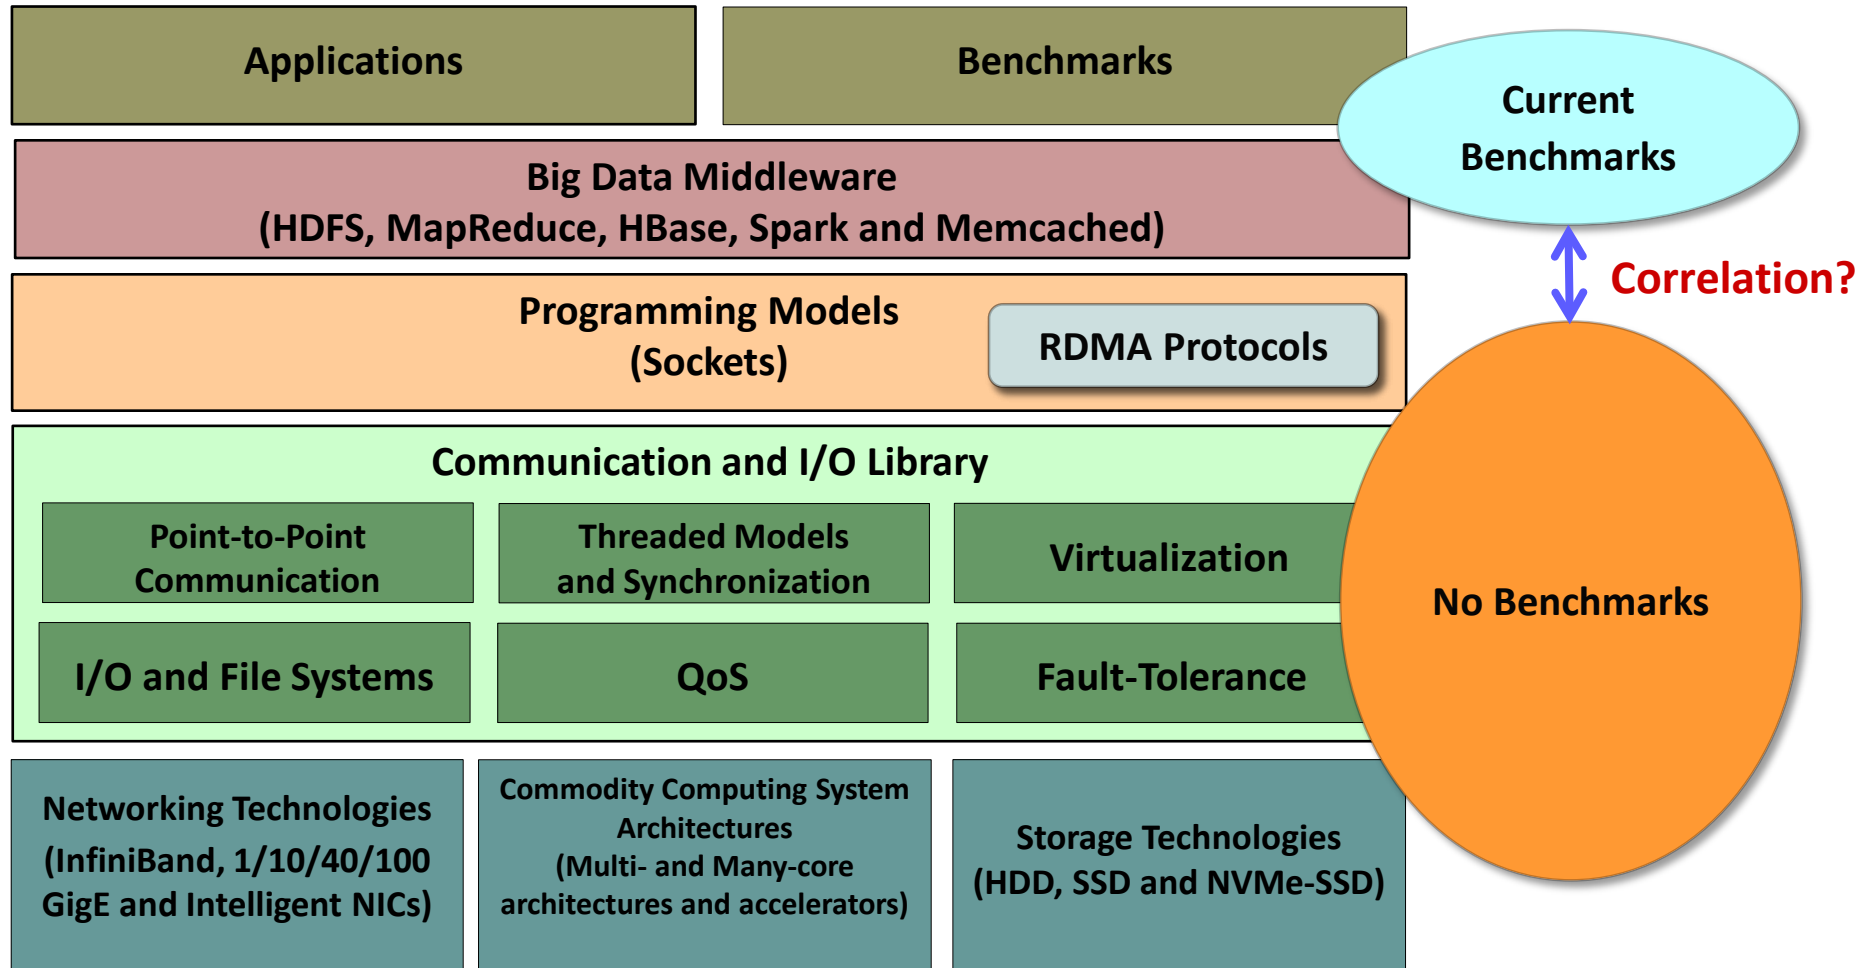 Applications
Benchmarks
Current
Benchmarks
Big Data Middleware
(HDFS, MapReduce, HBase, Spark and Memcached)
Correlation?
Programming Models
(Sockets)
RDMA Protocols
Communication and I/O Library
Point-to-Point
Communication
Threaded Models
and Synchronization
Virtualization
No Benchmarks
I/O and File Systems
QoS
Fault-Tolerance
Networking Technologies
(InfiniBand, 1/10/40/100
GigE and Intelligent NICs)
Commodity Computing System
Architectures
(Multi- and Many-core
architectures and accelerators)
Storage Technologies
(HDD, SSD and NVMe-SSD)